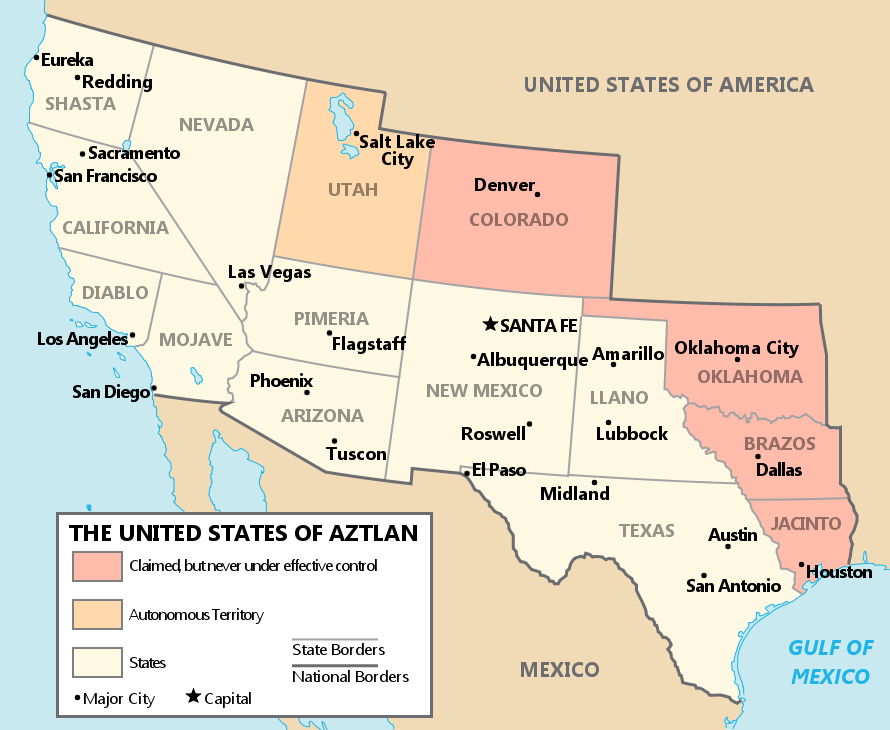 Eureka
Redding
SHASTA
NEVADA
UNITED STATES OF AMERICA
Sacramento
San Francisco
CALIFORNIA
Salt Lake
City
UTAH
Denver
COLORADO
DIABLO
Las Vegas
Los Angeles
MOJAVE
PIMERIA
Flagstaff
SANTA FE
Albuquerque
NEW MEXICO
Amarillo
LLANO
Oklahoma City
OKLAHOMA
San Diego
Phoenix
ARIZONA
Tuscon
Roswell
Lubbock
BRAZOS
Dallas
El Paso
Midland
TEXAS
Austin
JACINTO
San Antonio
Houston
GULF OF
MEXICO
MEXICO
THE UNITED STATES OF AZTLAN
Claimed, but never under effective control
Autonomous Territory
States
State Borders
National Borders
Major City
Capital